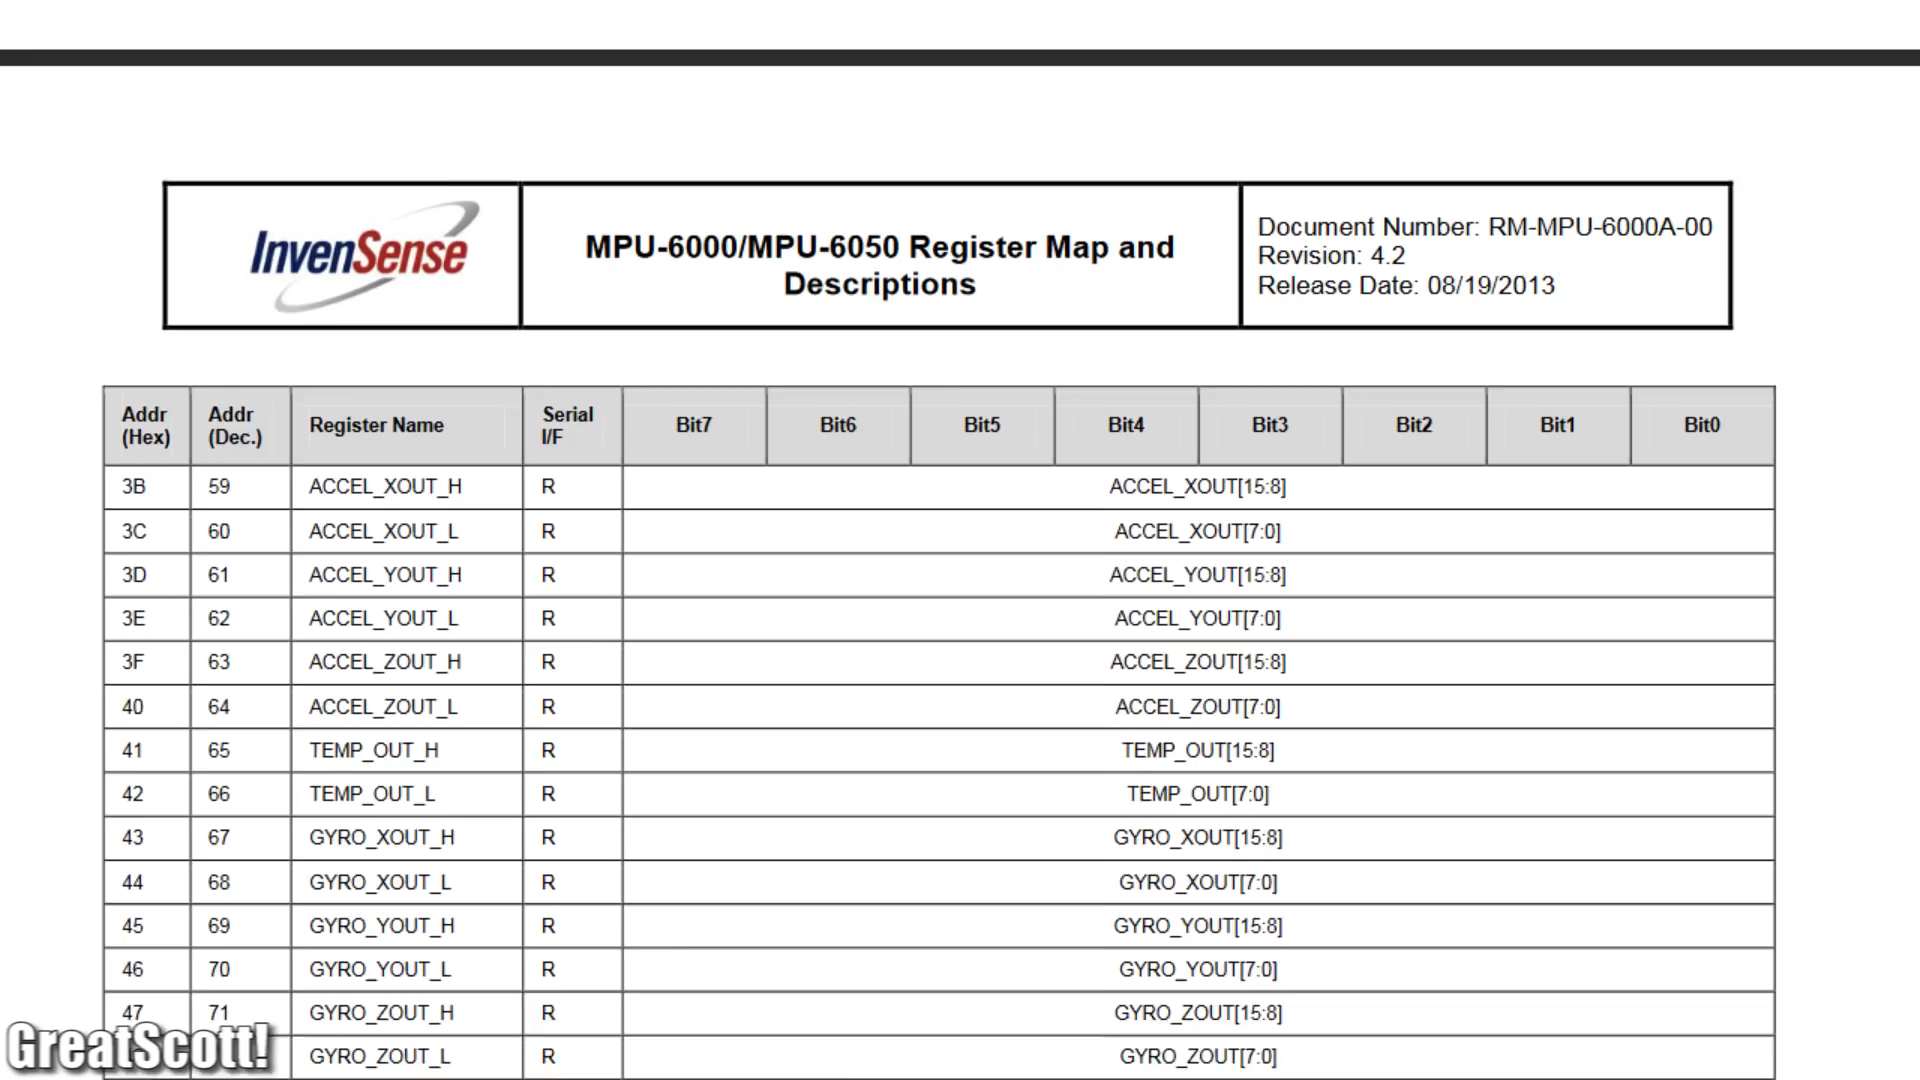 InvenSense
MPU-6000/MPU-6050 Register Map and
Descriptions
Document Number: RM-MPU-6000A-00
Revision: 4.2
Release Date: 08/19/2013
Addr (Hex) Addr (Dec.) Register Name Serial I/F Bit7 Bit6 Bit5 Bit4 Bit3 Bit2 Bit1 Bit0
3B 59 ACCEL_XOUT_H R ACCEL_XOUT[15:8]
3C 60 ACCEL_XOUT_L R ACCEL_XOUT[7:0]
3D 61 ACCEL_YOUT_H R ACCEL_YOUT[15:8]
3E 62 ACCEL_YOUT_L R ACCEL_YOUT[7:0]
3F 63 ACCEL_ZOUT_H R ACCEL_ZOUT[15:8]
40 64 ACCEL_ZOUT_L R ACCEL_ZOUT[7:0]
41 65 TEMP_OUT_H R TEMP_OUT[15:8]
42 66 TEMP_OUT_L R TEMP_OUT[7:0]
43 67 GYRO_XOUT_H R GYRO_XOUT[15:8]
44 68 GYRO_XOUT_L R GYRO_XOUT[7:0]
45 69 GYRO_YOUT_H R GYRO_YOUT[15:8]
46 70 GYRO_YOUT_L R GYRO_YOUT[7:0]
47 71 GYRO_ZOUT_H R GYRO_ZOUT[15:8]
GYRO_ZOUT_L R GYRO_ZOUT[7:0]
GreatScott!